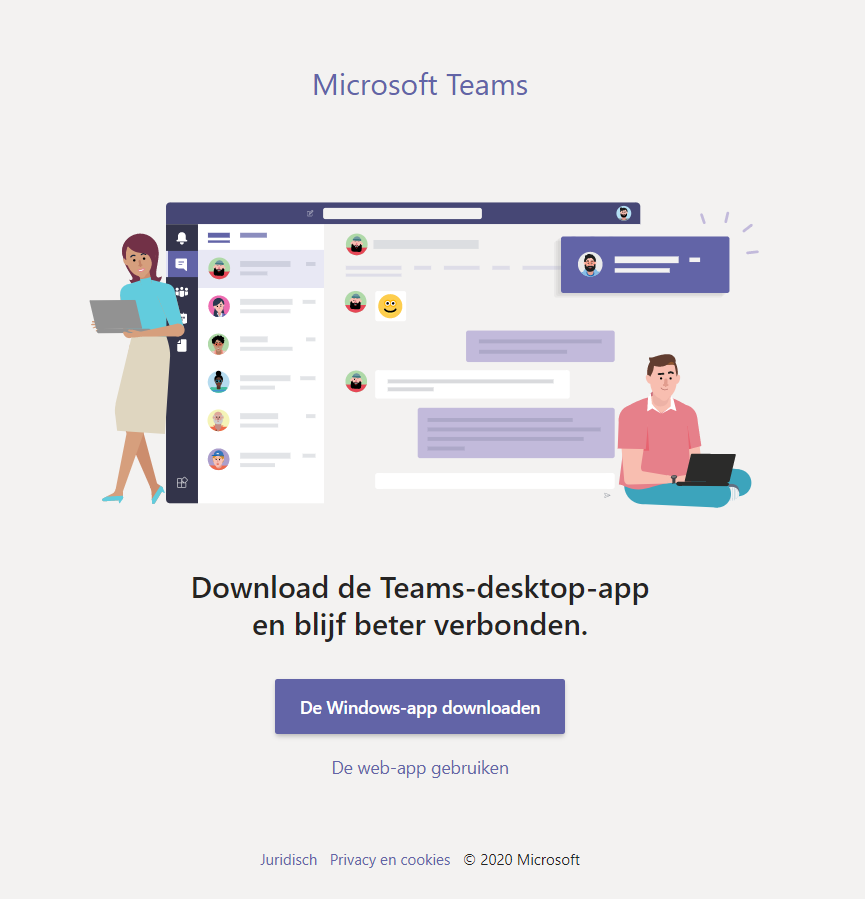 Microsoft Teams
Download de Teams-desktop-app
en blijf beter verbonden.
De Windows-app downloaden
De web-app gebruiken
Juridisch Privacy en cookies © 2020 Microsoft